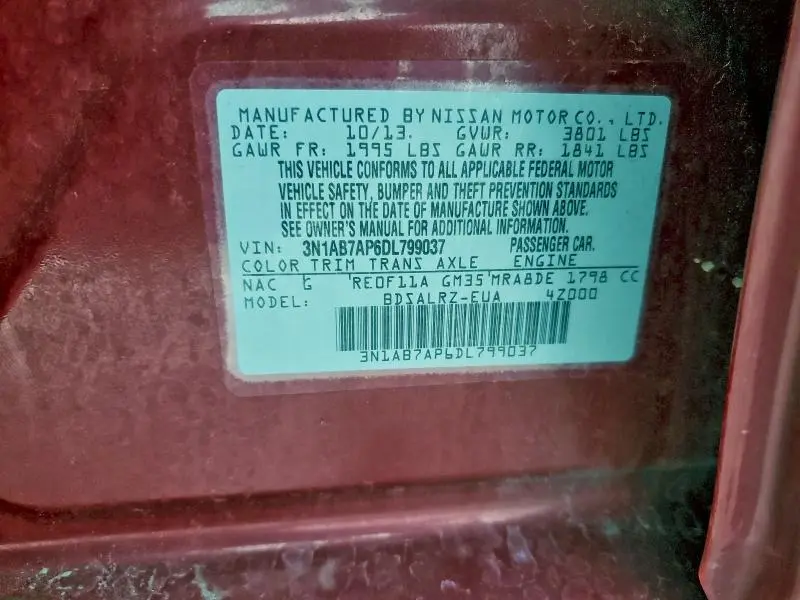 MANUFACTURED BY NISSAN MOTOR CO., LTD.
DATE: 10/13. GVWR: 3801 LBS
GAWR FR: 1995 LBS GAWR RR: 1841 LBS
THIS VEHICLE CONFORMS TO ALL APPLICABLE FEDERAL MOTOR
VEHICLE SAFETY, BUMPER AND THEFT PREVENTION STANDARDS
IN EFFECT ON THE DATE OF MANUFACTURE SHOWN ABOVE.
SEE OWNER'S MANUAL FOR ADDITIONAL INFORMATION.
VIN: 3N1AB7AP6DL799037 PASSENGER CAR.
COLOR TRIM TRANS AXLE ENGINE
NAC G RE0F11A GM35 MRA8DE 1798 CC
MODEL: BDSALRZ-EUA 4Z000
3N1AB7AP6DL799037